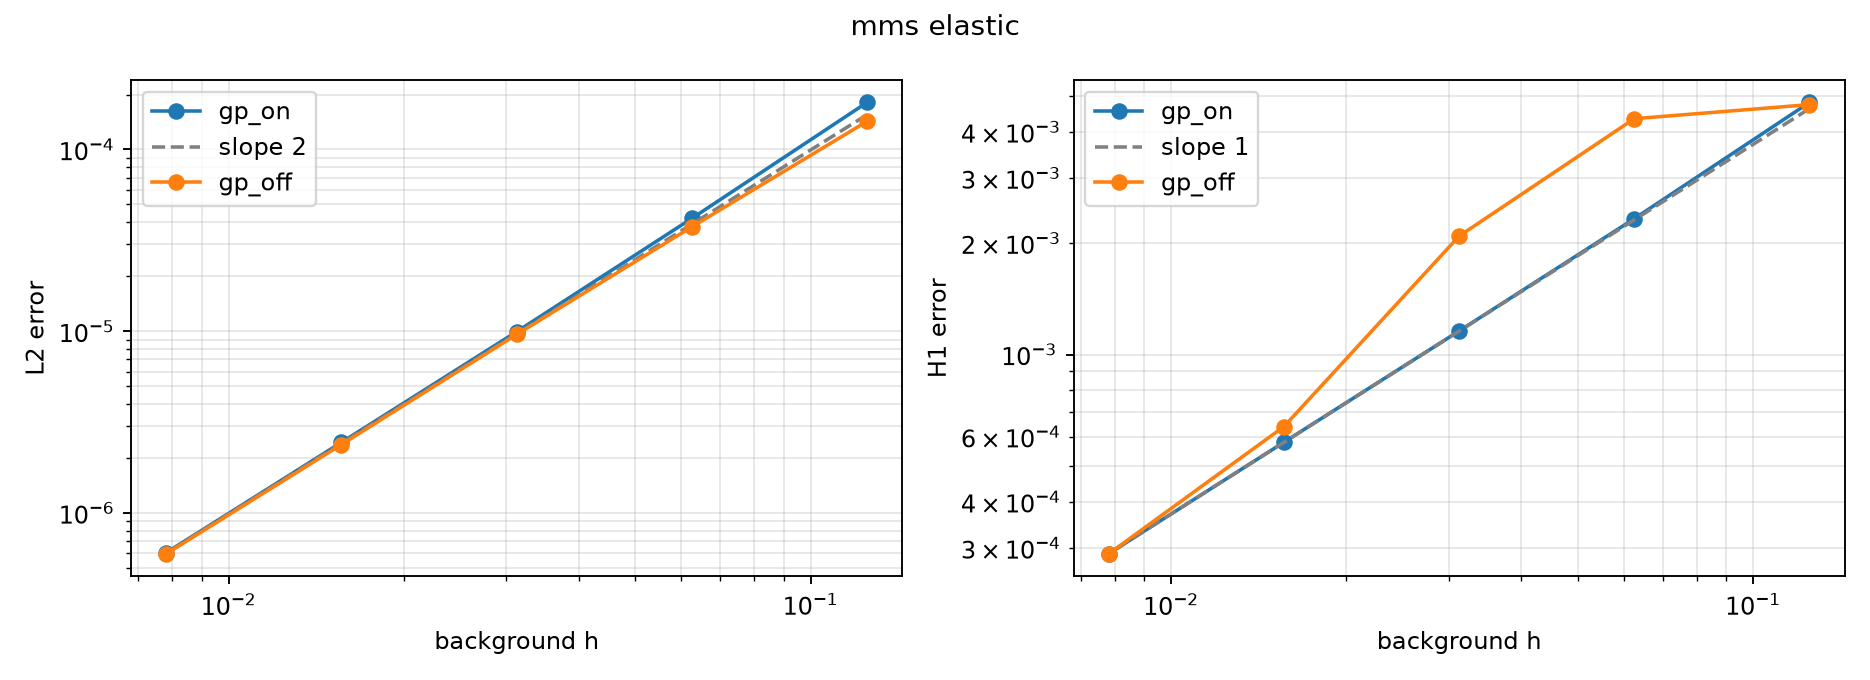 mms elastic
gp_on
slope 2
gp_off
10⁻⁴
10⁻⁵
10⁻⁶
L2 error
10⁻² 10⁻¹
background h
gp_on
slope 1
gp_off
4 × 10⁻³
3 × 10⁻³
2 × 10⁻³
10⁻³
6 × 10⁻⁴
4 × 10⁻⁴
3 × 10⁻⁴
H1 error
10⁻² 10⁻¹
background h